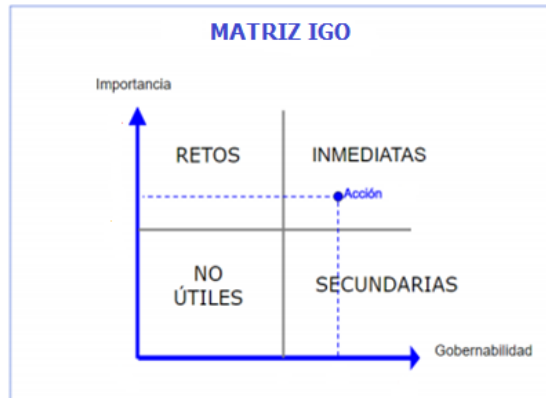 MATRIZ IGO
Importancia
RETOS
INMEDIATAS
Acción
NO
ÚTILES
SECUNDARIAS
Gobernabilidad